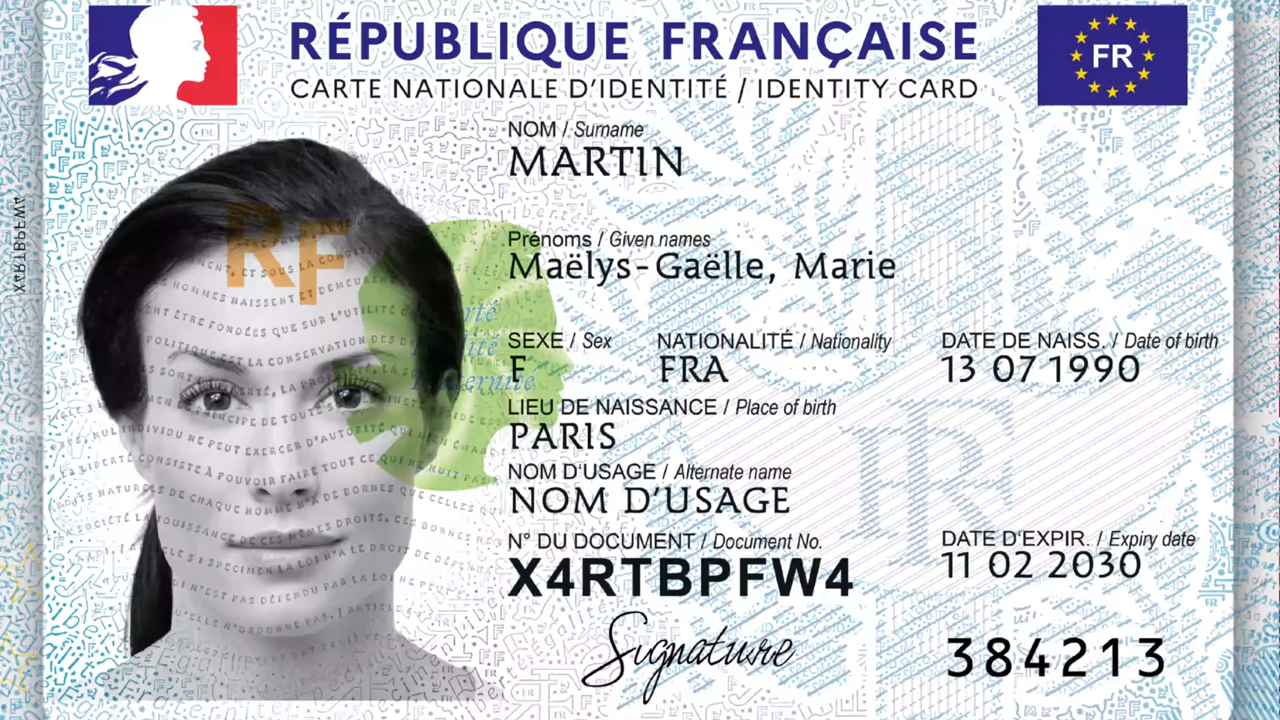 RÉPUBLIQUE FRANÇAISE
FR
CARTE NATIONALE D'IDENTITÉ / IDENTITY CARD
NOM / Surname
MARTIN
X4RTBPFW4
Prénoms / Given names
Maëlys-Gaëlle, Marie
RF
SEXE / Sex NATIONALITÉ / Nationality DATE DE NAISS. / Date of birth
F FRA 13 07 1990
LIEU DE NAISSANCE / Place of birth
PARIS
NOM D'USAGE / Alternate name
NOM D'USAGE
N° DU DOCUMENT / Document No. DATE D'EXPIR. / Expiry date
X4RTBPFW4 11 02 2030
Signature
384213